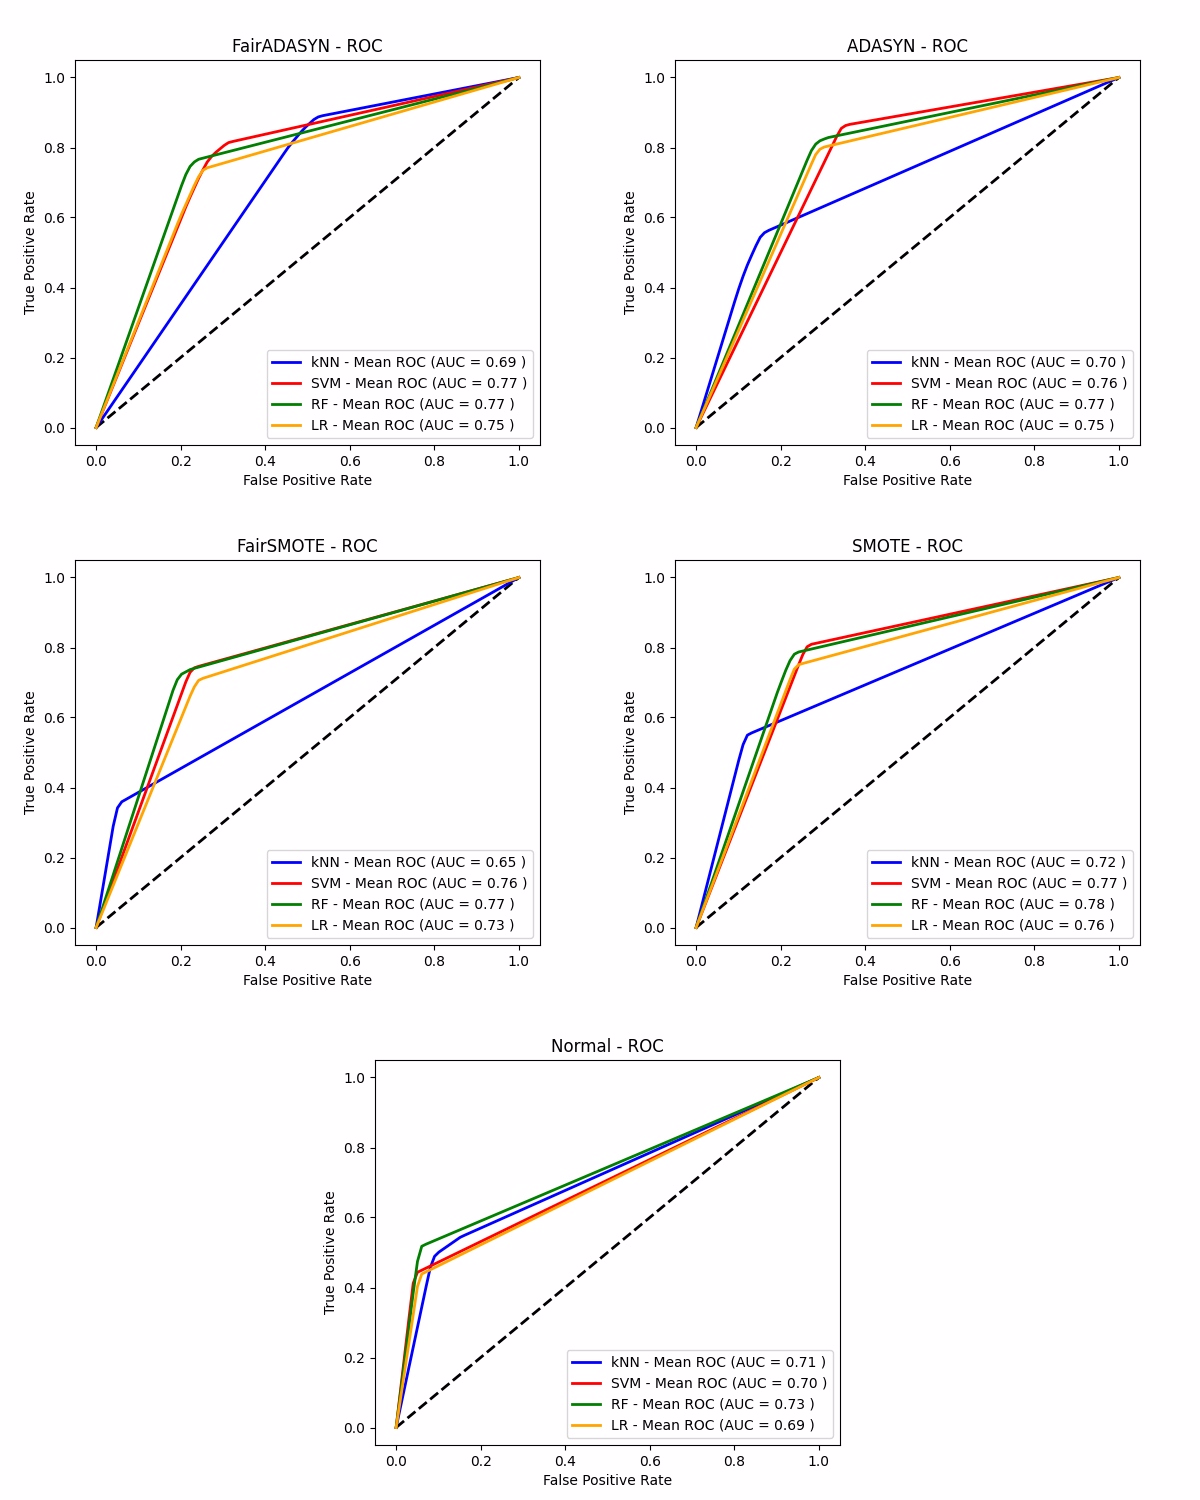 FairADASYN - ROC
1.0
0.8
0.6
0.4
0.2
0.0
True Positive Rate
kNN - Mean ROC (AUC = 0.69 )
SVM - Mean ROC (AUC = 0.77 )
RF - Mean ROC (AUC = 0.77 )
LR - Mean ROC (AUC = 0.75 )
0.0 0.2 0.4 0.6 0.8 1.0
False Positive Rate
ADASYN - ROC
1.0
0.8
0.6
0.4
0.2
0.0
True Positive Rate
kNN - Mean ROC (AUC = 0.70 )
SVM - Mean ROC (AUC = 0.76 )
RF - Mean ROC (AUC = 0.77 )
LR - Mean ROC (AUC = 0.75 )
0.0 0.2 0.4 0.6 0.8 1.0
False Positive Rate
FairSMOTE - ROC
1.0
0.8
0.6
0.4
0.2
0.0
True Positive Rate
kNN - Mean ROC (AUC = 0.65 )
SVM - Mean ROC (AUC = 0.76 )
RF - Mean ROC (AUC = 0.77 )
LR - Mean ROC (AUC = 0.73 )
0.0 0.2 0.4 0.6 0.8 1.0
False Positive Rate
SMOTE - ROC
1.0
0.8
0.6
0.4
0.2
0.0
True Positive Rate
kNN - Mean ROC (AUC = 0.72 )
SVM - Mean ROC (AUC = 0.77 )
RF - Mean ROC (AUC = 0.78 )
LR - Mean ROC (AUC = 0.76 )
0.0 0.2 0.4 0.6 0.8 1.0
False Positive Rate
Normal - ROC
1.0
0.8
0.6
0.4
0.2
0.0
True Positive Rate
kNN - Mean ROC (AUC = 0.71 )
SVM - Mean ROC (AUC = 0.70 )
RF - Mean ROC (AUC = 0.73 )
LR - Mean ROC (AUC = 0.69 )
0.0 0.2 0.4 0.6 0.8 1.0
False Positive Rate